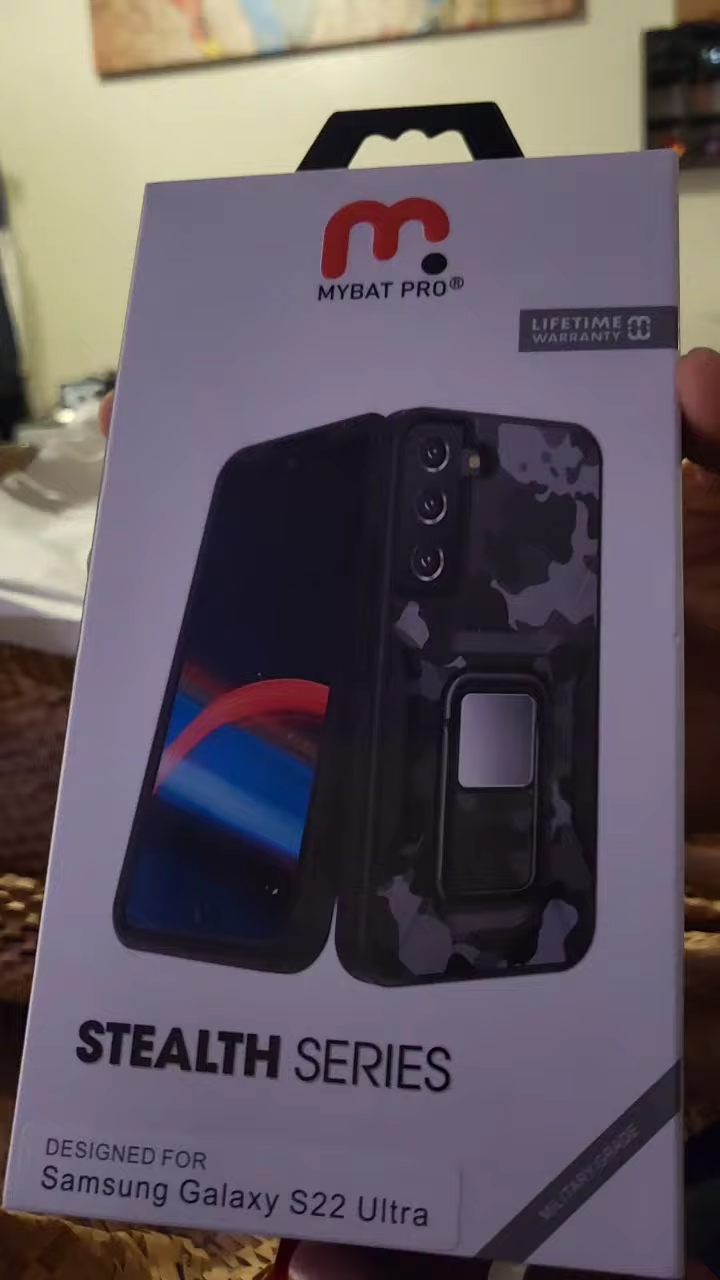 MYBAT PRO®
LIFETIME
WARRANTY
STEALTH SERIES
DESIGNED FOR
Samsung Galaxy S22 Ultra
MILITARY GRADE